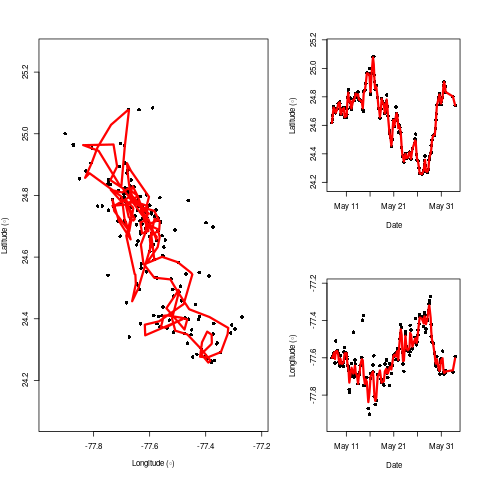 Latitude (◦)
25.2
25.0
24.8
24.6
24.4
24.2
-77.8
-77.6
-77.4
-77.2
Longitude (◦)
Latitude (◦)
25.2
25.0
24.8
24.6
24.4
24.2
May 11
May 21
May 31
Date
Longitude (◦)
-77.2
-77.4
-77.6
-77.8
May 11
May 21
May 31
Date